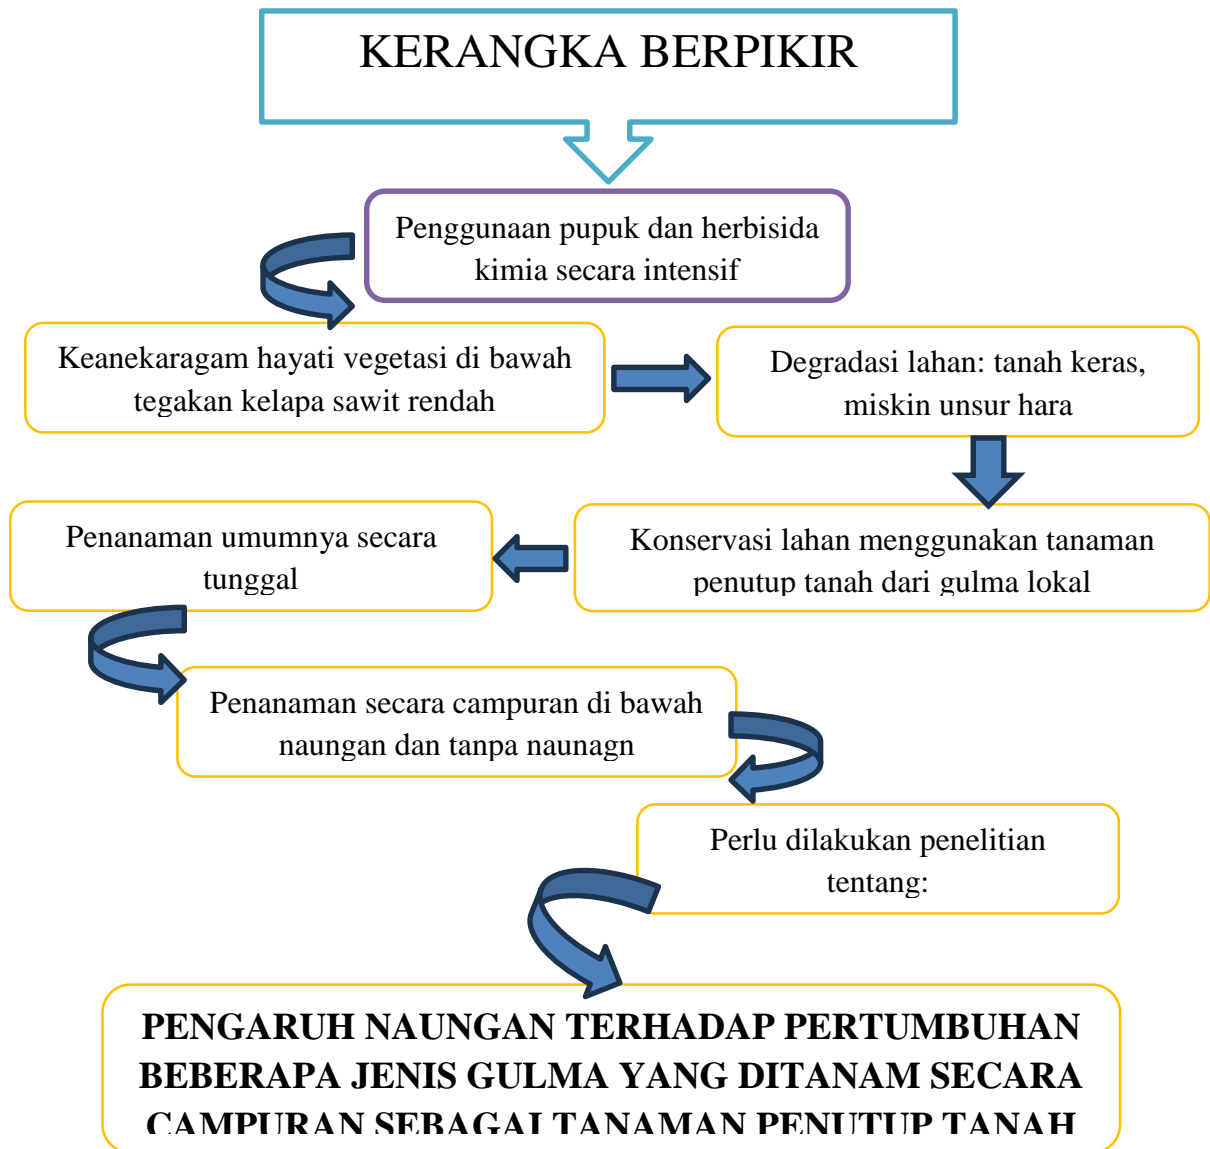 KERANGKA BERPIKIR
Penggunaan pupuk dan herbisida
kimia secara intensif
Keanekaragam hayati vegetasi di bawah
tegakan kelapa sawit rendah
Degradasi lahan: tanah keras,
miskin unsur hara
Konservasi lahan menggunakan tanaman
penutup tanah dari gulma lokal
Penanaman umumnya secara
tunggal
Penanaman secara campuran di bawah
naungan dan tanpa naunagn
Perlu dilakukan penelitian
tentang:
PENGARUH NAUNGAN TERHADAP PERTUMBUHAN
BEBERAPA JENIS GULMA YANG DITANAM SECARA
CAMPURAN SEBAGAI TANAMAN PENUTUP TANAH